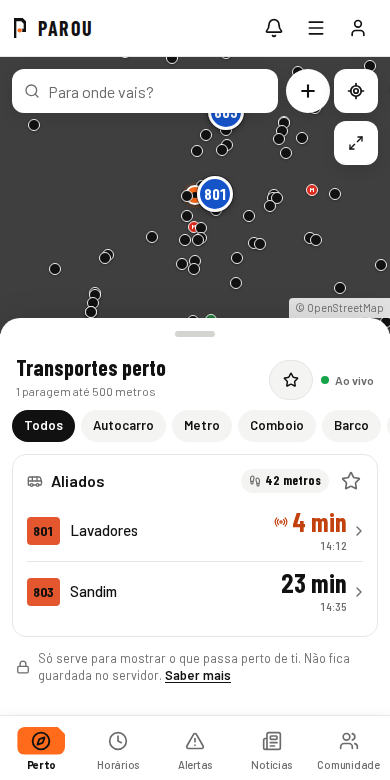 PAROU
Para onde vais?
803
801
M
M
© OpenStreetMap
Transportes perto
1 paragem até 500 metros
Ao vivo
Todos
Autocarro
Metro
Comboio
Barco
Aliados
42 metros
801
Lavadores
4 min
14:12
803
Sandim
23 min
14:35
Só serve para mostrar o que passa perto de ti. Não fica
guardada no servidor. Saber mais
Perto
Horários
Alertas
Notícias
Comunidade